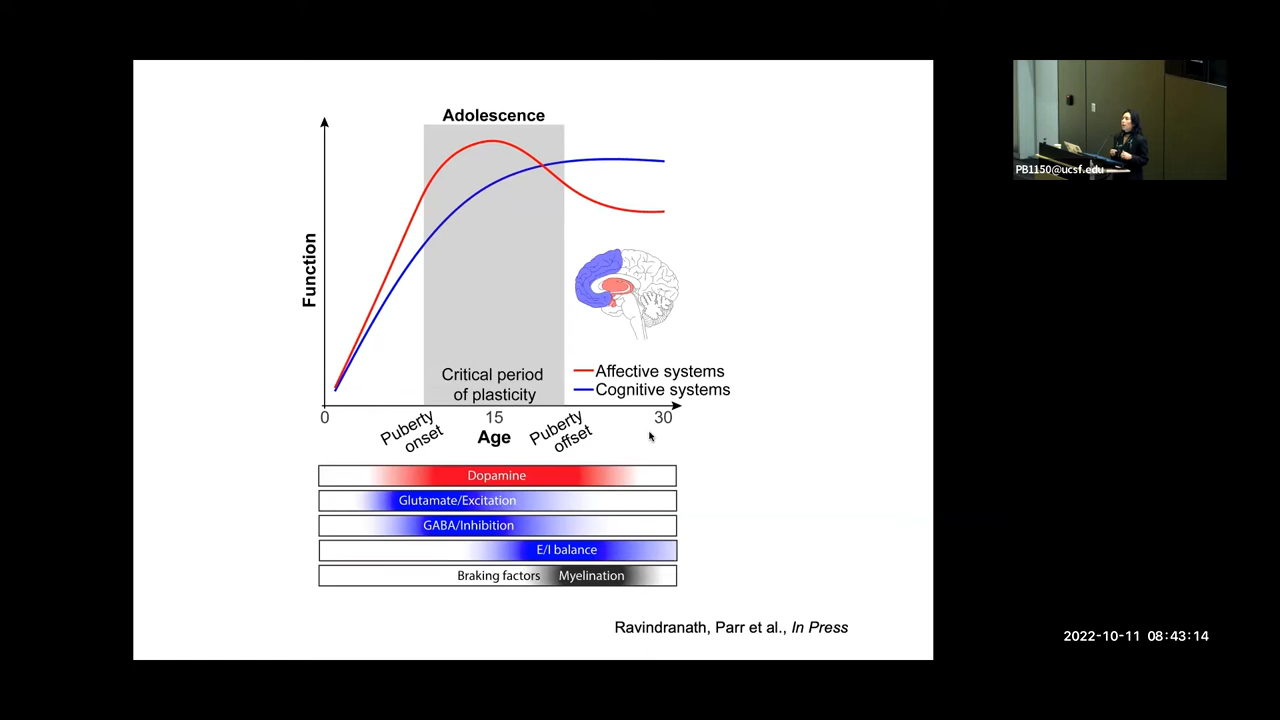 Adolescence
Function
Critical period
of plasticity
Affective systems
Cognitive systems
0
15
30
Puberty
onset
Age
Puberty
offset
Dopamine
Glutamate/Excitation
GABA/Inhibition
E/I balance
Braking factors Myelination
Ravindranath, Parr et al., In Press
PB1150@ucsf.edu
2022-10-11 08:43:14